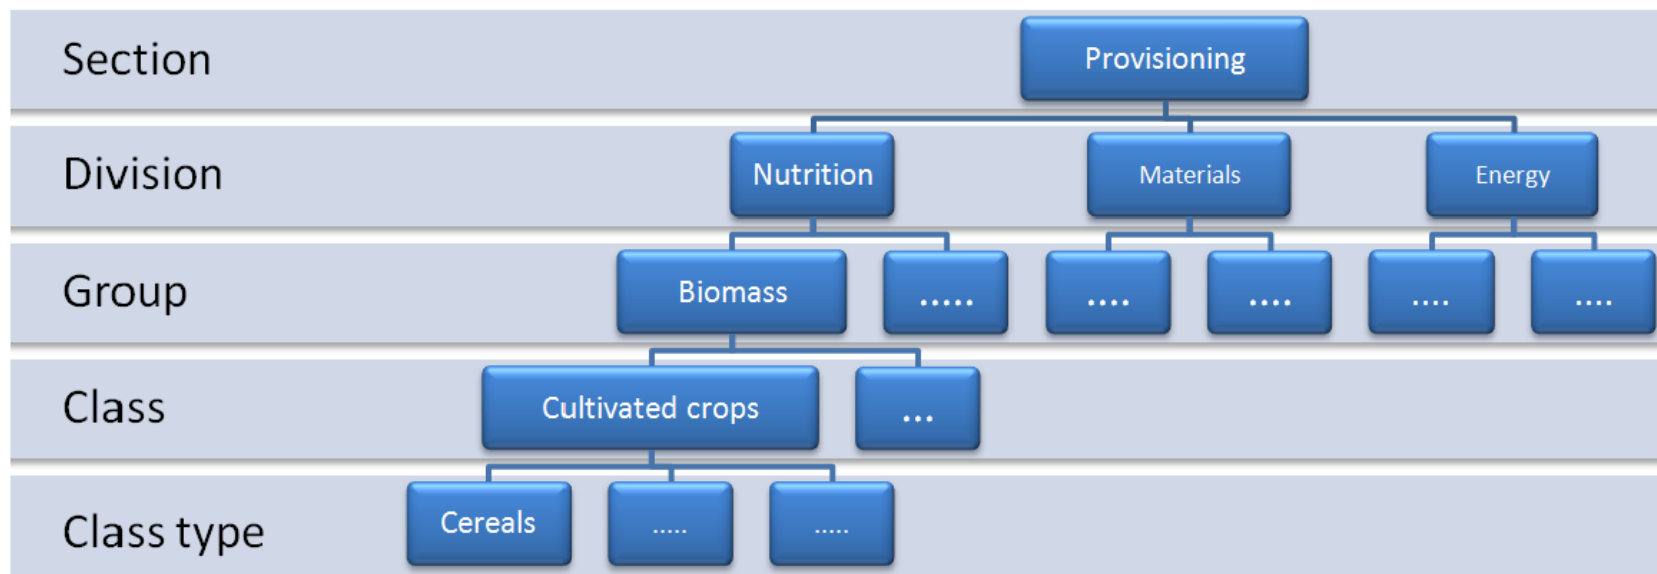 Section
Provisioning
Division
Nutrition
Materials
Energy
Group
Biomass
.....
....
....
....
....
Class
Cultivated crops
...
Class type
Cereals
.....
.....